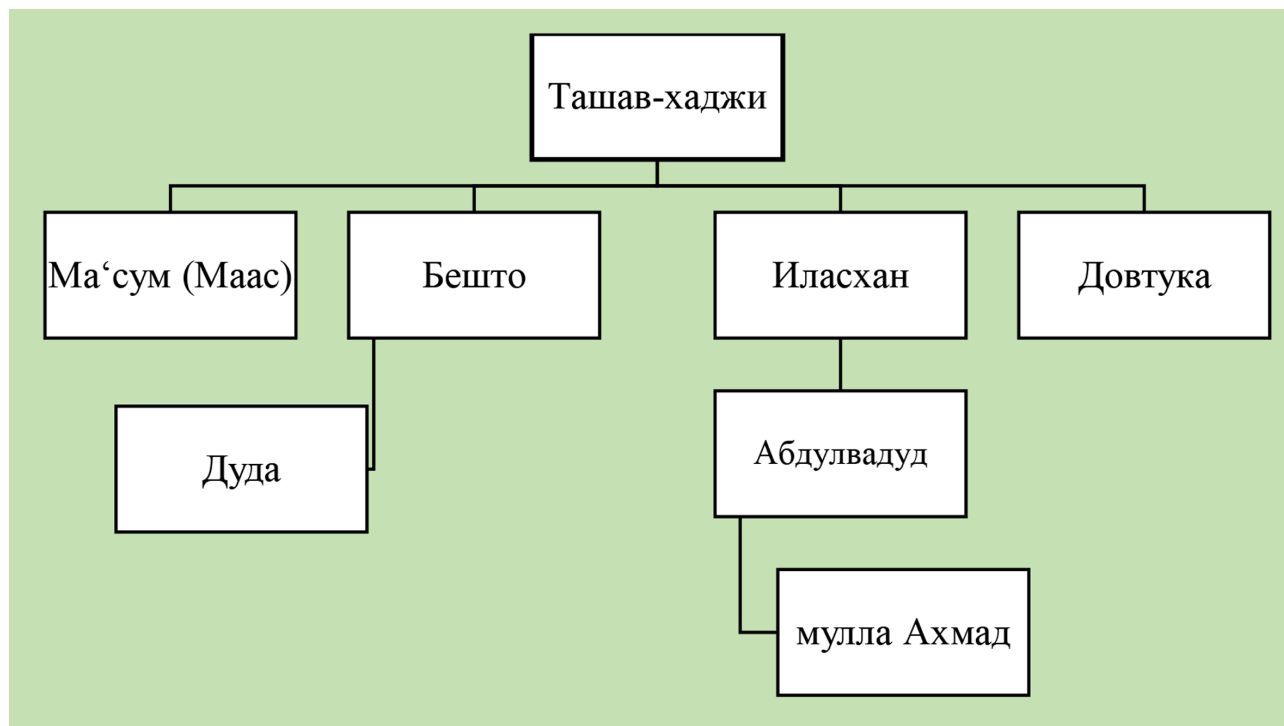 Ташав-хаджи
Ма‘сум (Маас)
Бешто
Иласхан
Довтука
Дуда
Абдулвадуд
мулла Ахмад